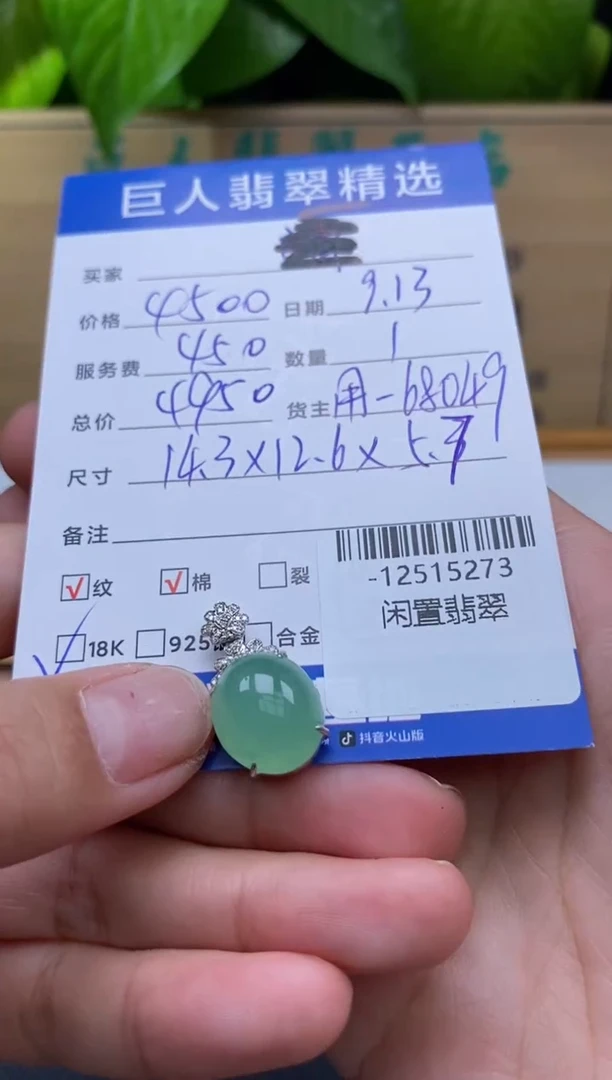 巨人翡翠精选
买家
价格 4500 日期 9.13
服务费 450 数量 1
总价 4950 货主 用-68049
尺寸 14.3×12.6×5.7
备注
纹 棉 裂
-12515273
闲置翡翠
18K 925 合金
抖音火山版